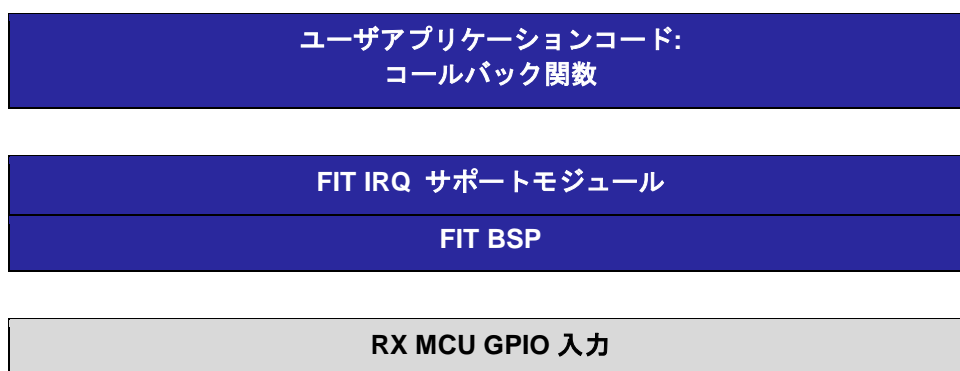 ユーザアプリケーションコード:
コールバック関数
FIT IRQ サポートモジュール
FIT BSP
RX MCU GPIO 入力